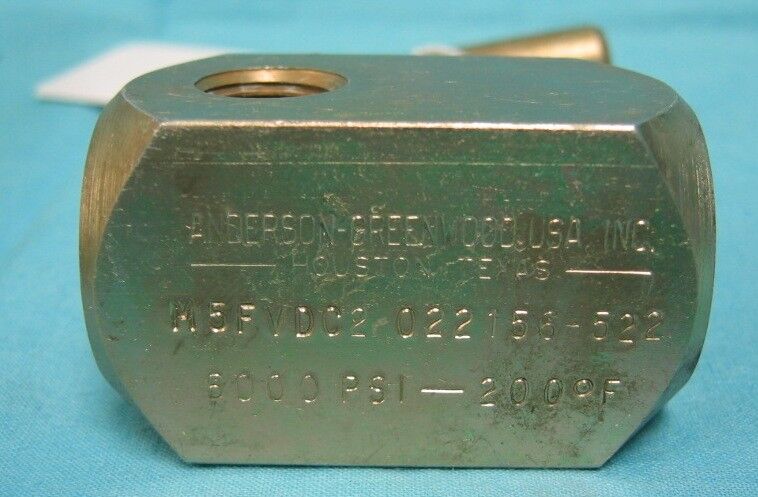 ANDERSON-GREENWOOD, USA, INC.
HOUSTON, TEXAS
M5FVDC2 022156-522
6000 PSI — 200°F